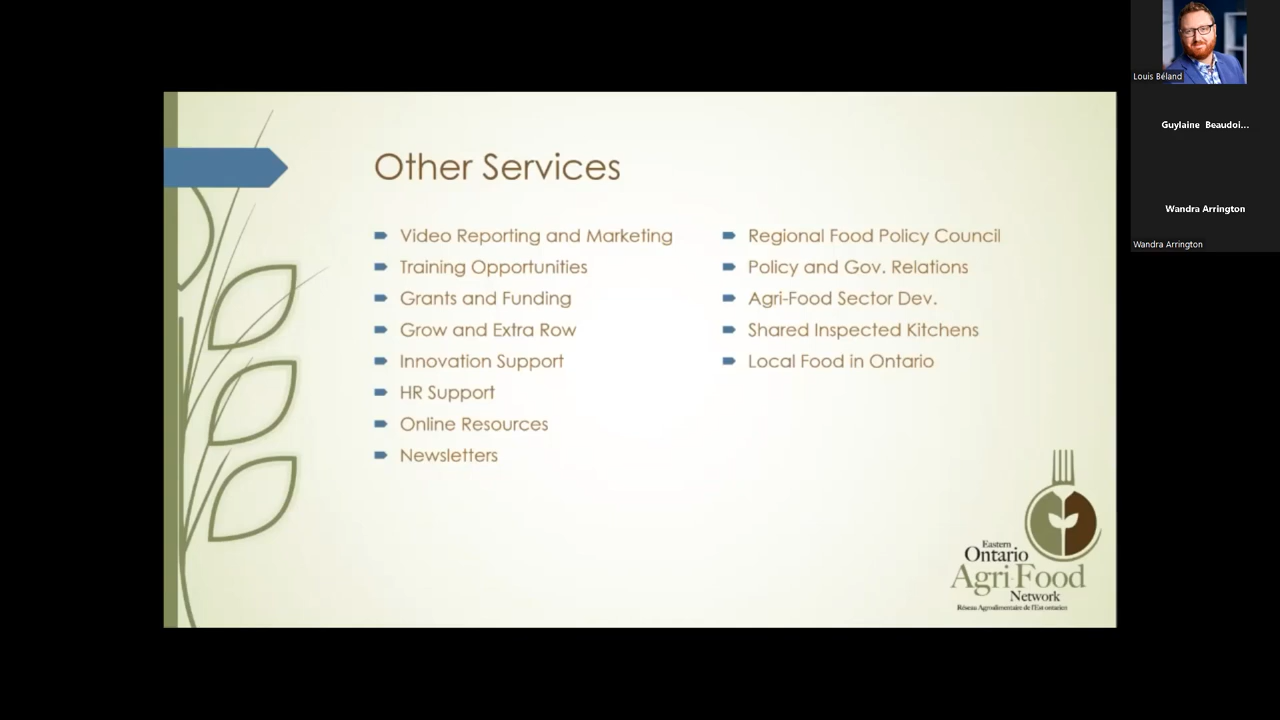 Other Services
Video Reporting and Marketing
Training Opportunities
Grants and Funding
Grow and Extra Row
Innovation Support
HR Support
Online Resources
Newsletters
Regional Food Policy Council
Policy and Gov. Relations
Agri-Food Sector Dev.
Shared Inspected Kitchens
Local Food in Ontario
Eastern
Ontario
Agri-Food
Network
Réseau Agroalimentaire de l'Est ontarien
Louis Béland
Guylaine Beaudoi...
Wandra Arrington
Wandra Arrington